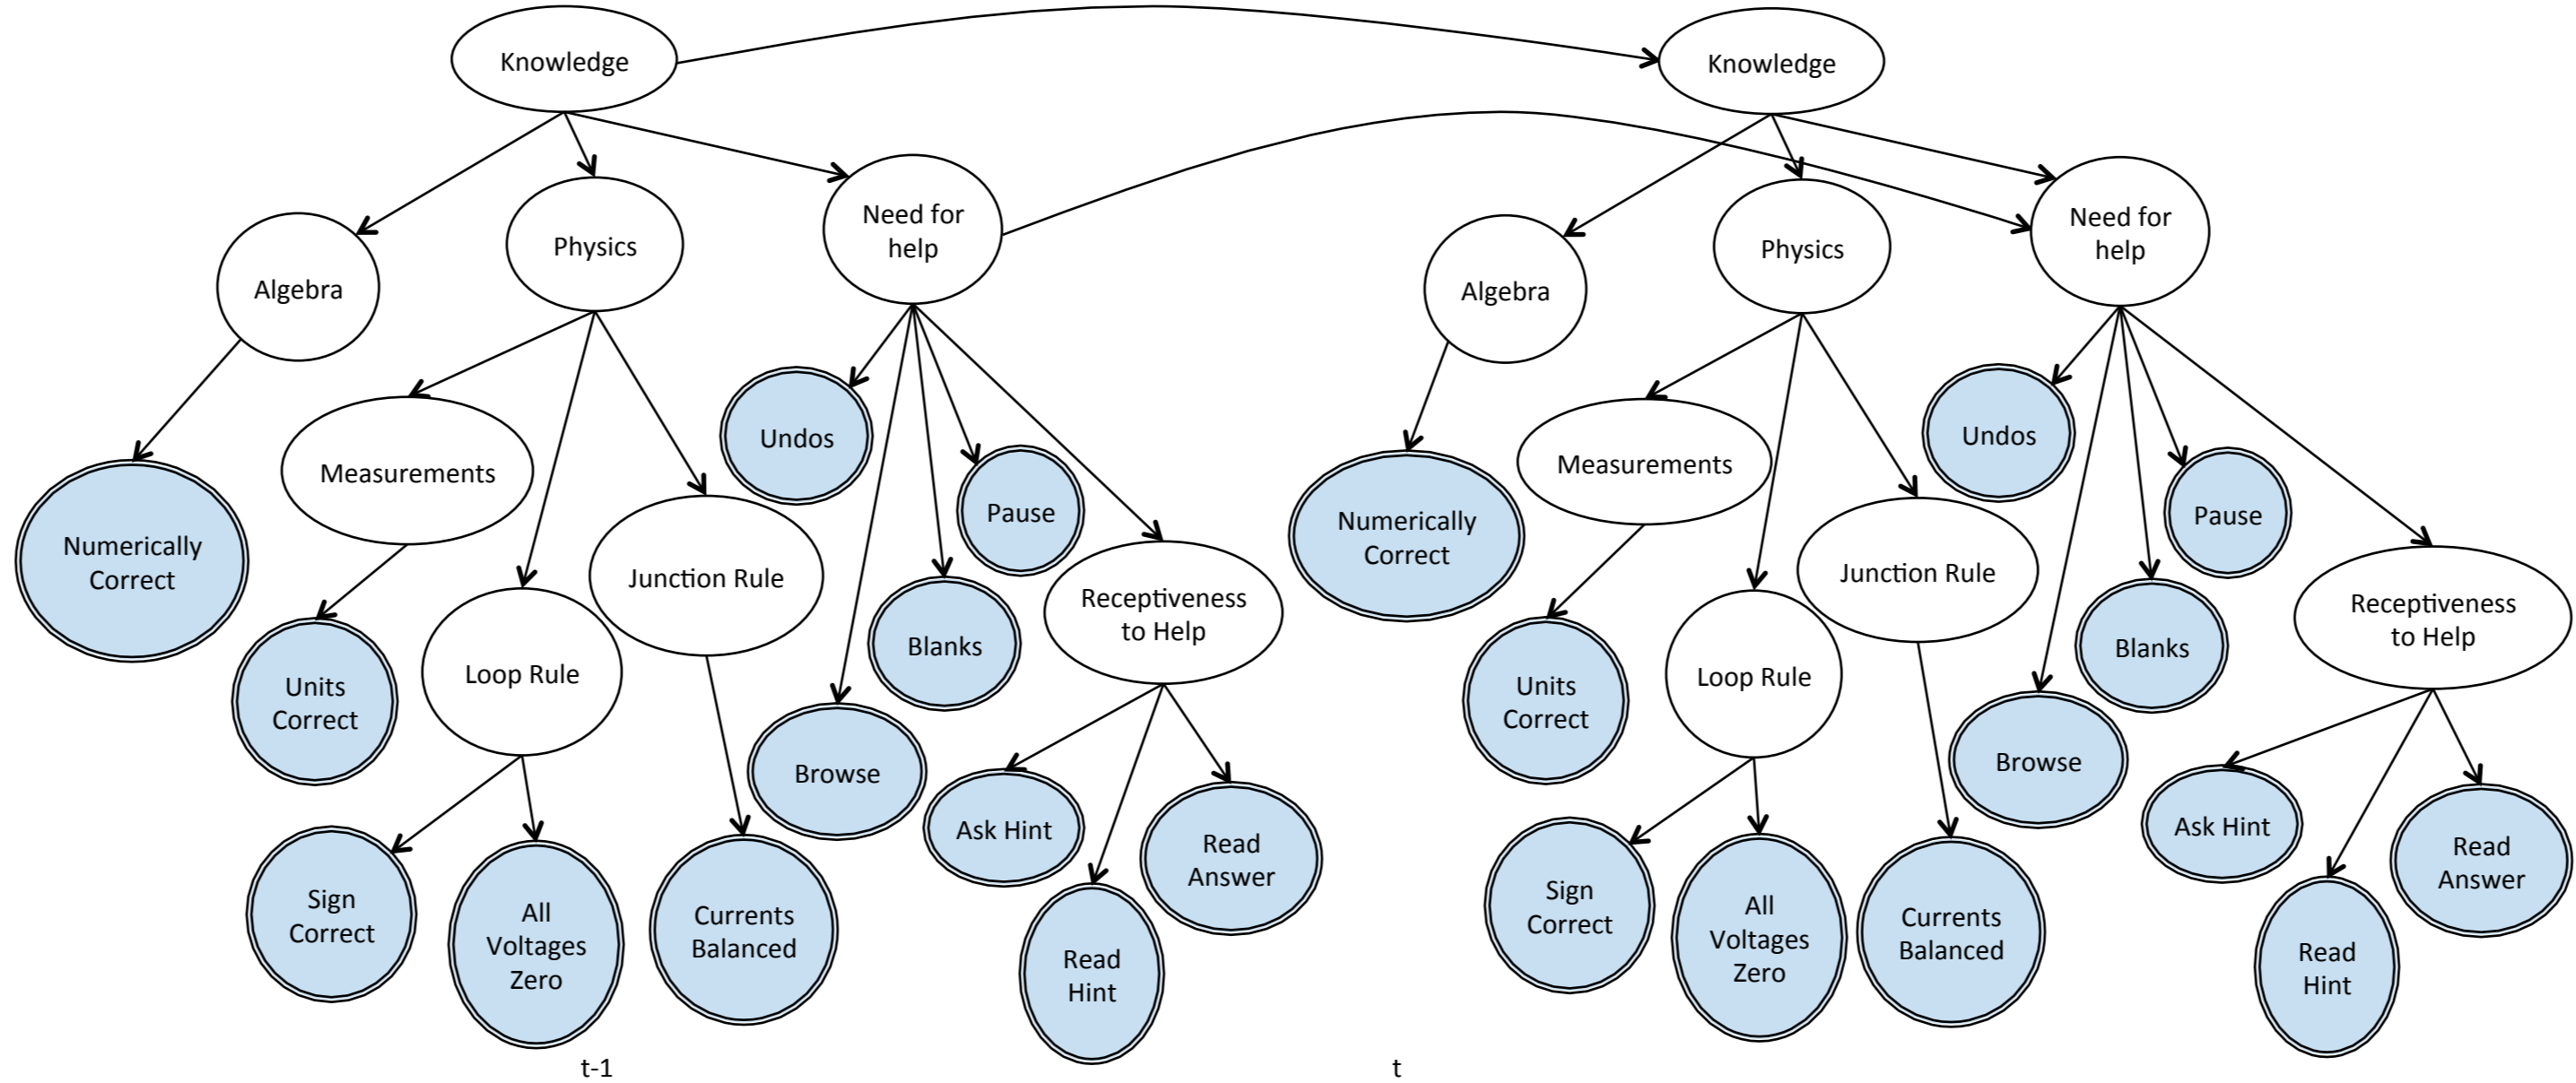 Knowledge
Algebra
Physics
Need for
help
Numerically
Correct
Measurements
Units
Correct
Loop Rule
Junction Rule
Sign
Correct
All
Voltages
Zero
Currents
Balanced
Undos
Browse
Blanks
Pause
Receptiveness
to Help
Ask Hint
Read
Hint
Read
Answer
t-1
Knowledge
Algebra
Physics
Need for
help
Numerically
Correct
Measurements
Units
Correct
Loop Rule
Junction Rule
Sign
Correct
All
Voltages
Zero
Currents
Balanced
Undos
Browse
Blanks
Pause
Receptiveness
to Help
Ask Hint
Read
Hint
Read
Answer
t